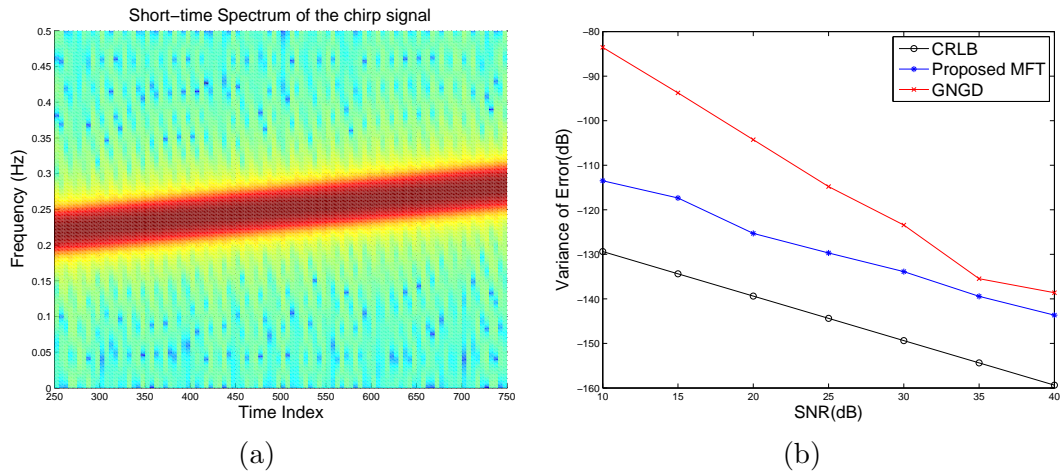 Short-time Spectrum of the chirp signal
0.5
0.45
0.4
0.35
0.3
0.25
0.2
0.15
0.1
0.05
0
Frequency (Hz)
250 300 350 400 450 500 550 600 650 700 750
Time Index
(a)
-80
-90
-100
-110
-120
-130
-140
-150
-160
Variance of Error(dB)
CRLB
Proposed MFT
GNGD
10 15 20 25 30 35 40
SNR(dB)
(b)